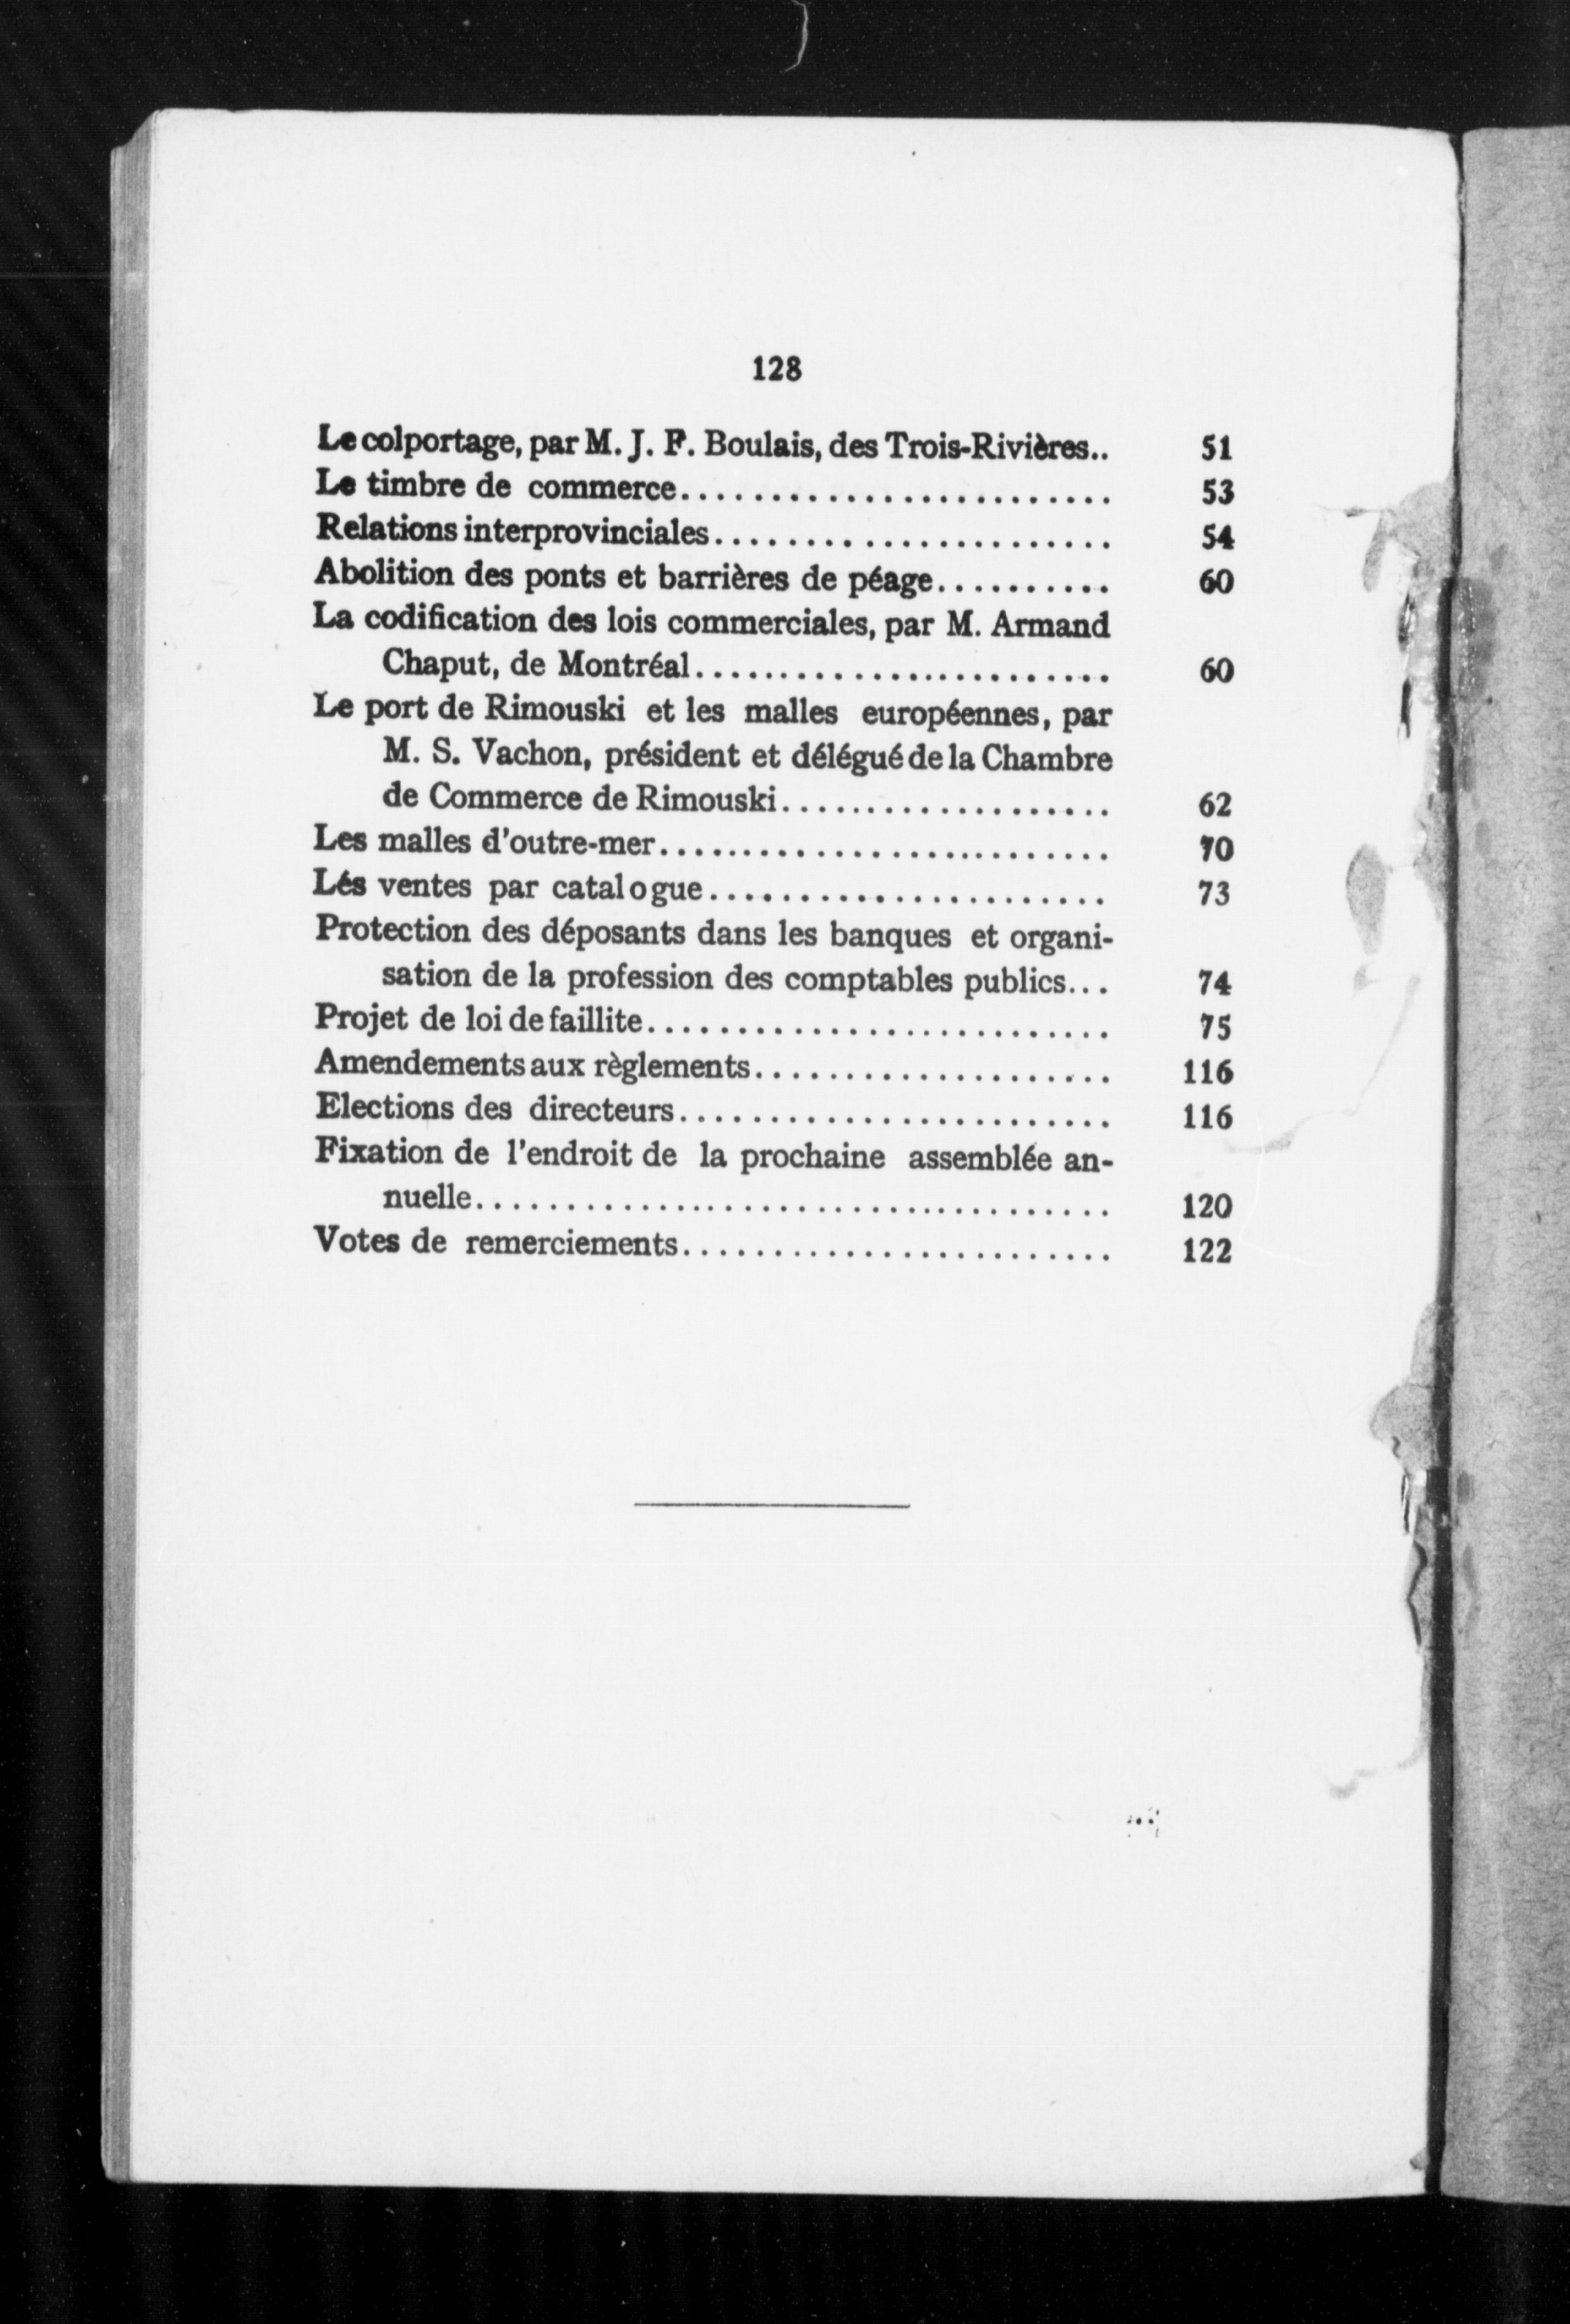 128
Le colportage, par M. J. F. Boulais, des Trois-Rivières.. 51
Le timbre de commerce........................ 53
Relations interprovinciales...................... 54
Abolition des ponts et barrières de péage.......... 60
La codification des lois commerciales, par M. Armand
Chaput, de Montréal....................... 60
Le port de Rimouski et les malles européennes, par
M. S. Vachon, président et délégué de la Chambre
de Commerce de Rimouski................... 62
Les malles d'outre-mer......................... 70
Lés ventes par catalogue...................... 73
Protection des déposants dans les banques et organi-
sation de la profession des comptables publics... 74
Projet de loi de faillite.......................... 75
Amendements aux règlements.................... 116
Elections des directeurs........................ 116
Fixation de l'endroit de la prochaine assemblée an-
nuelle................................... 120
Votes de remerciements........................ 122